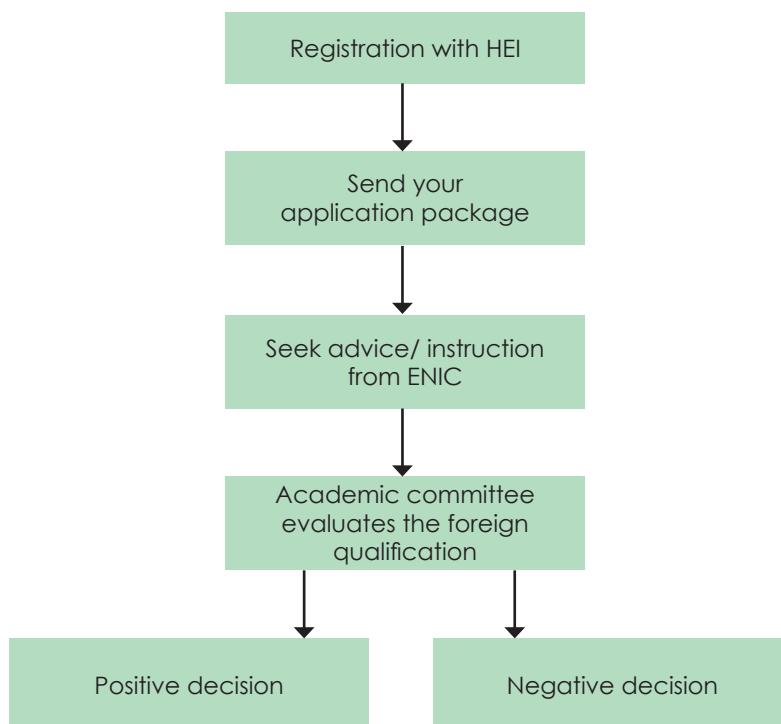 Registration with HEI
Send your
application package
Seek advice/ instruction
from ENIC
Academic committee
evaluates the foreign
qualification
Positive decision
Negative decision